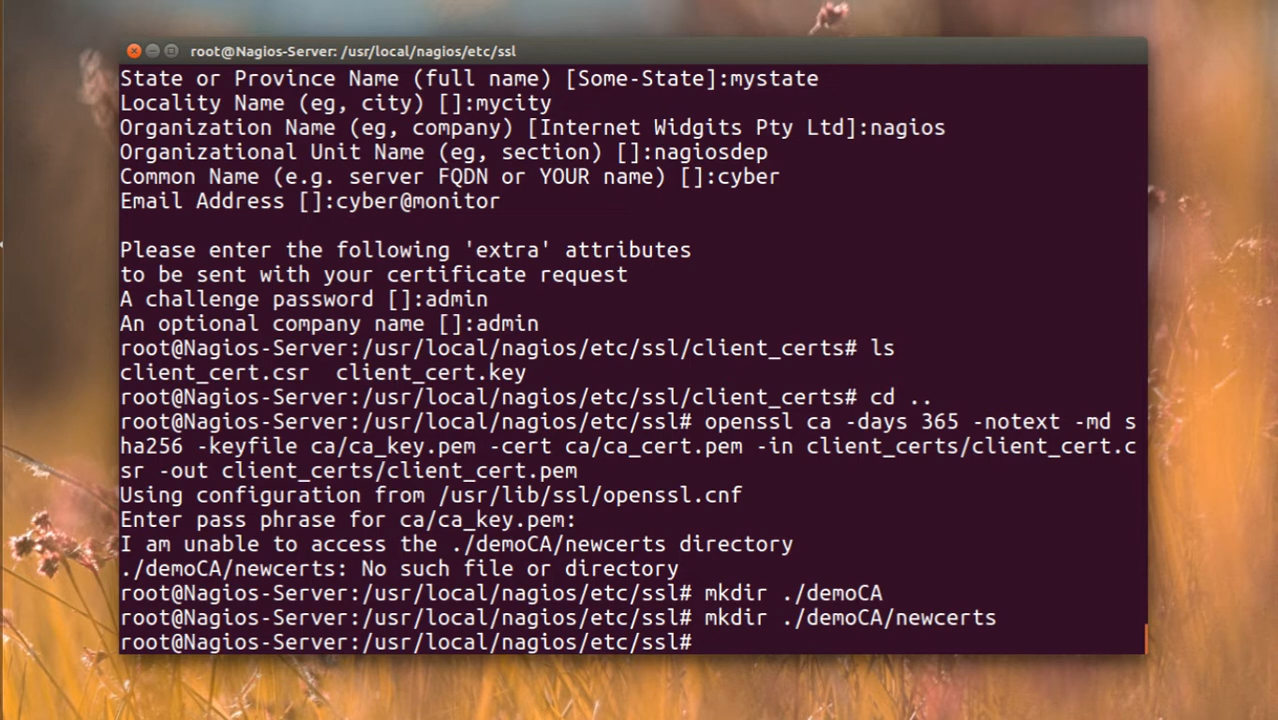 root@Nagios-Server: /usr/local/nagios/etc/ssl
State or Province Name (full name) [Some-State]:mystate
Locality Name (eg, city) []:mycity
Organization Name (eg, company) [Internet Widgits Pty Ltd]:nagios
Organizational Unit Name (eg, section) []:nagiosdep
Common Name (e.g. server FQDN or YOUR name) []:cyber
Email Address []:cyber@monitor
Please enter the following 'extra' attributes
to be sent with your certificate request
A challenge password []:admin
An optional company name []:admin
root@Nagios-Server:/usr/local/nagios/etc/ssl/client_certs# ls
client_cert.csr  client_cert.key
root@Nagios-Server:/usr/local/nagios/etc/ssl/client_certs# cd ..
root@Nagios-Server:/usr/local/nagios/etc/ssl# openssl ca -days 365 -notext -md s
ha256 -keyfile ca/ca_key.pem -cert ca/ca_cert.pem -in client_certs/client_cert.c
sr -out client_certs/client_cert.pem
Using configuration from /usr/lib/ssl/openssl.cnf
Enter pass phrase for ca/ca_key.pem:
I am unable to access the ./demoCA/newcerts directory
./demoCA/newcerts: No such file or directory
root@Nagios-Server:/usr/local/nagios/etc/ssl# mkdir ./demoCA
root@Nagios-Server:/usr/local/nagios/etc/ssl# mkdir ./demoCA/newcerts
root@Nagios-Server:/usr/local/nagios/etc/ssl#